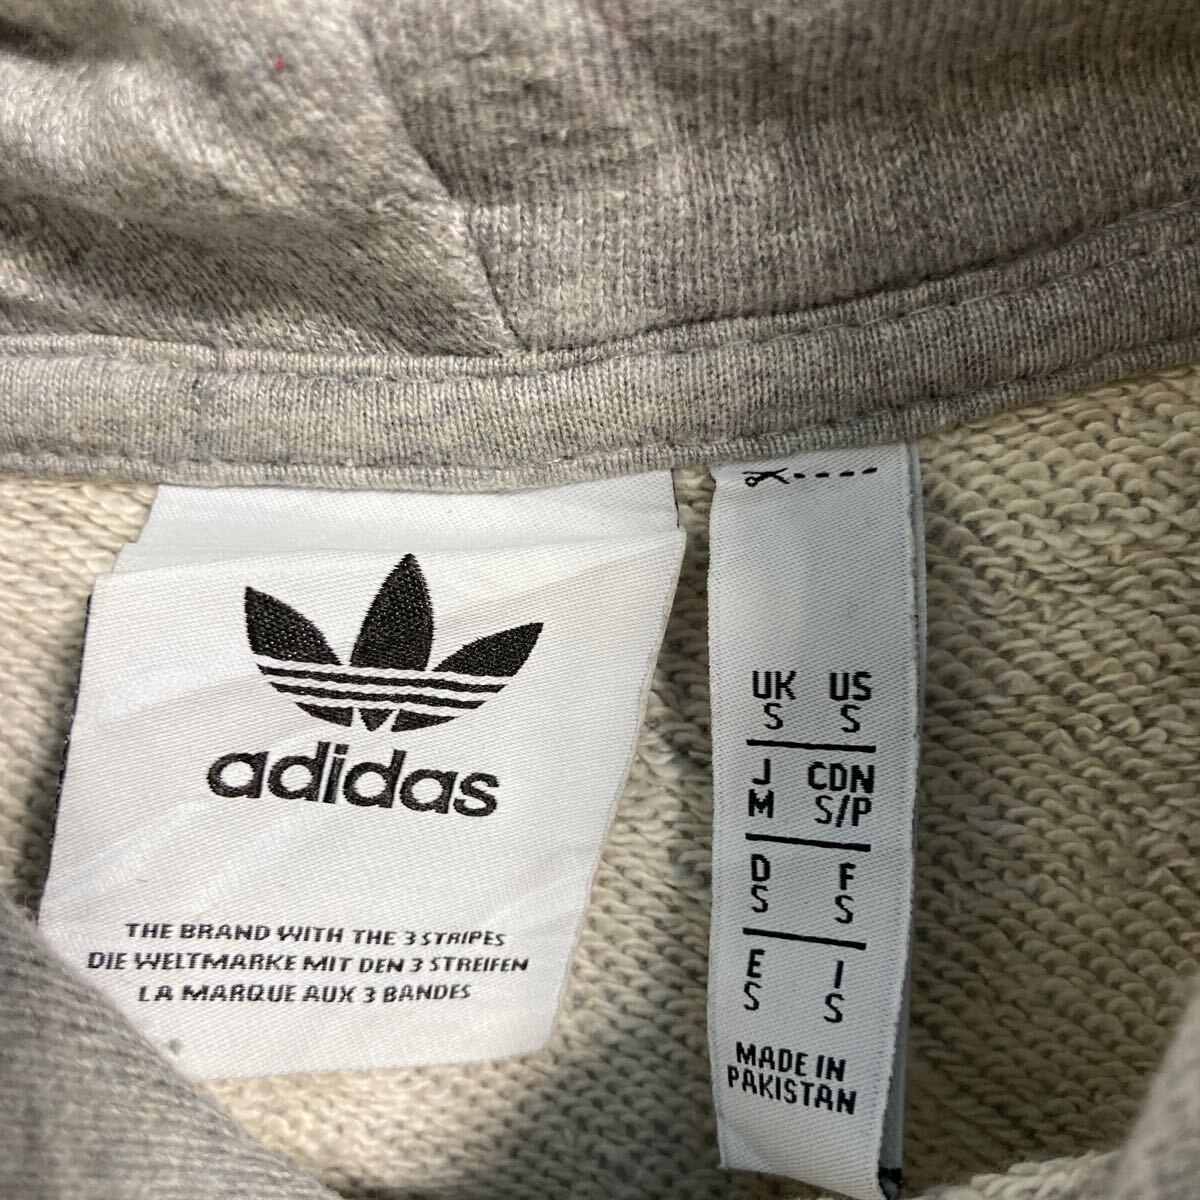 adidas
THE BRAND WITH THE 3 STRIPES
DIE WELTMARKE MIT DEN 3 STREIFEN
LA MARQUE AUX 3 BANDES
UK US
S S
J CDN
M S/P
D F
S S
E I
S S
MADE IN
PAKISTAN